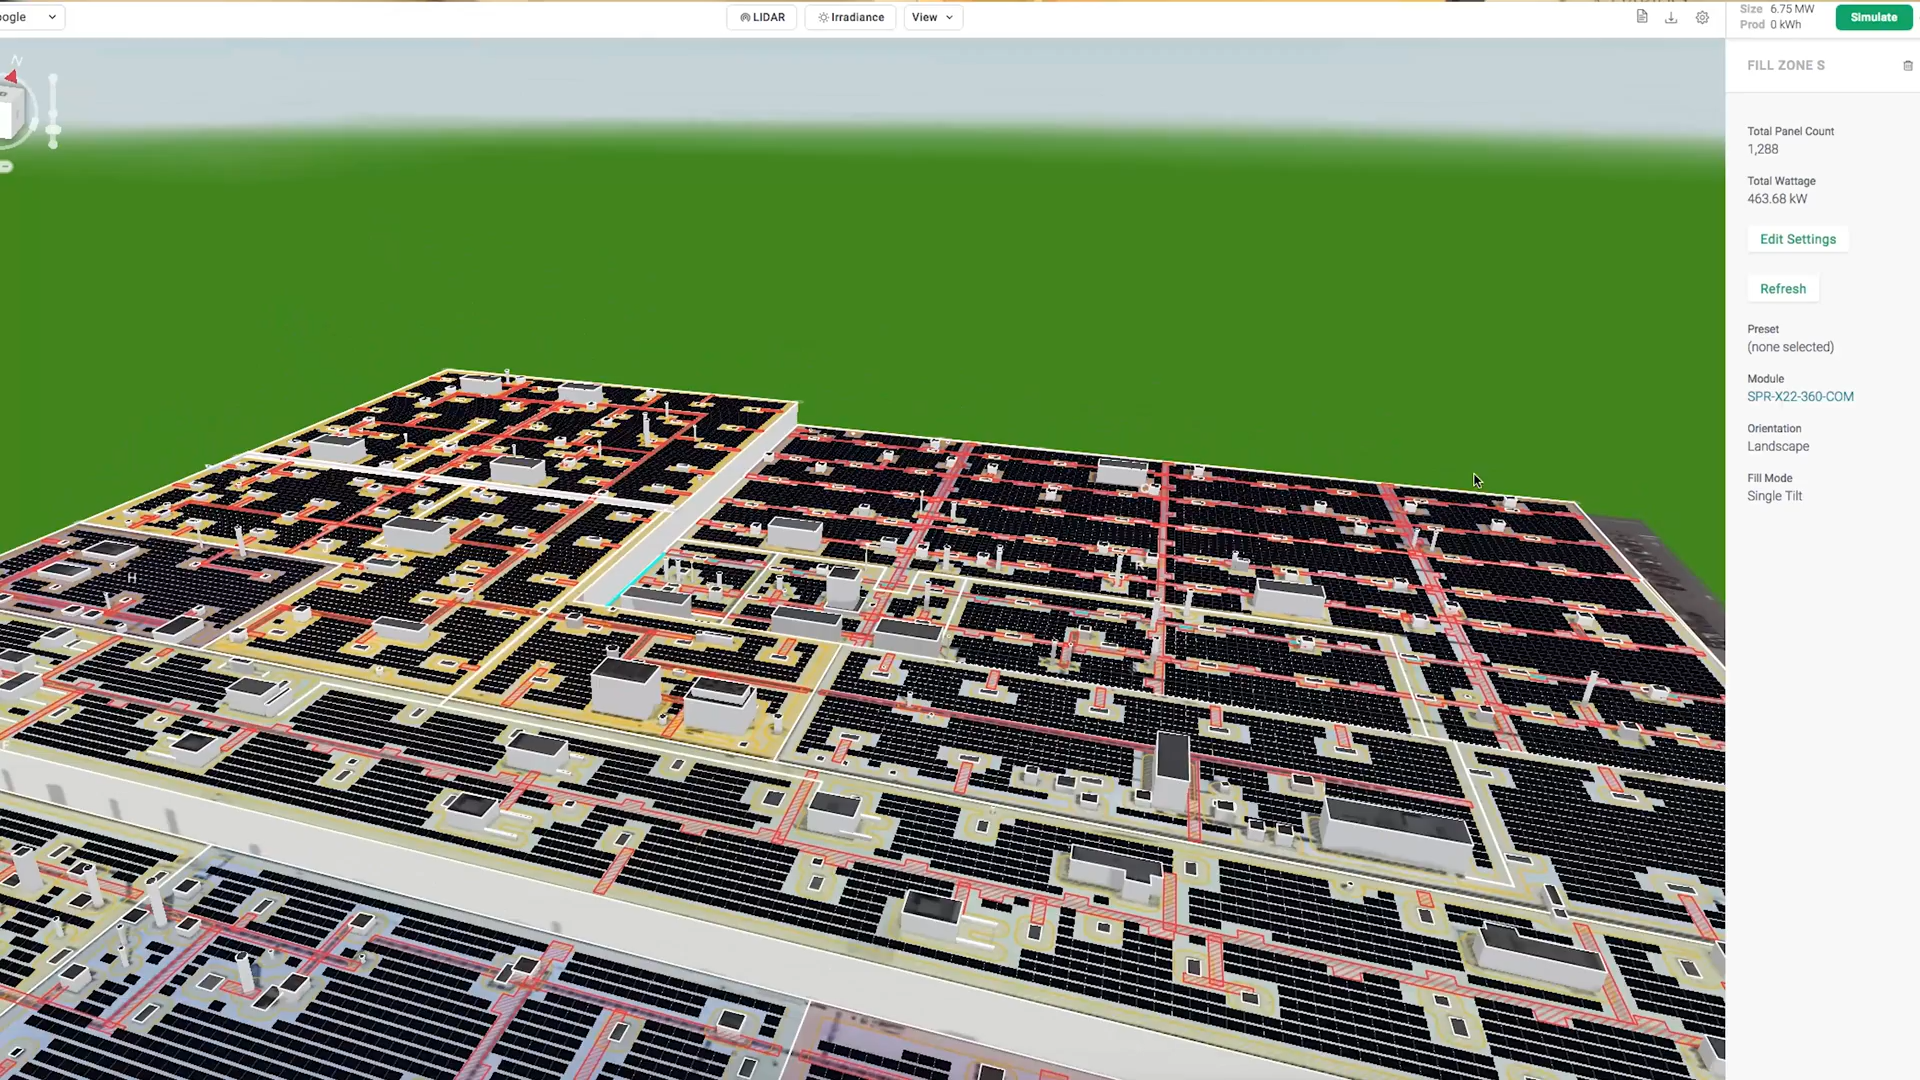 oogle
LIDAR
Irradiance
View
Size 6.75 MW
Prod 0 kWh
Simulate
N
FILL ZONE S
Total Panel Count
1,288
Total Wattage
463.68 kW
Edit Settings
Refresh
Preset
(none selected)
Module
SPR-X22-360-COM
Orientation
Landscape
Fill Mode
Single Tilt
H